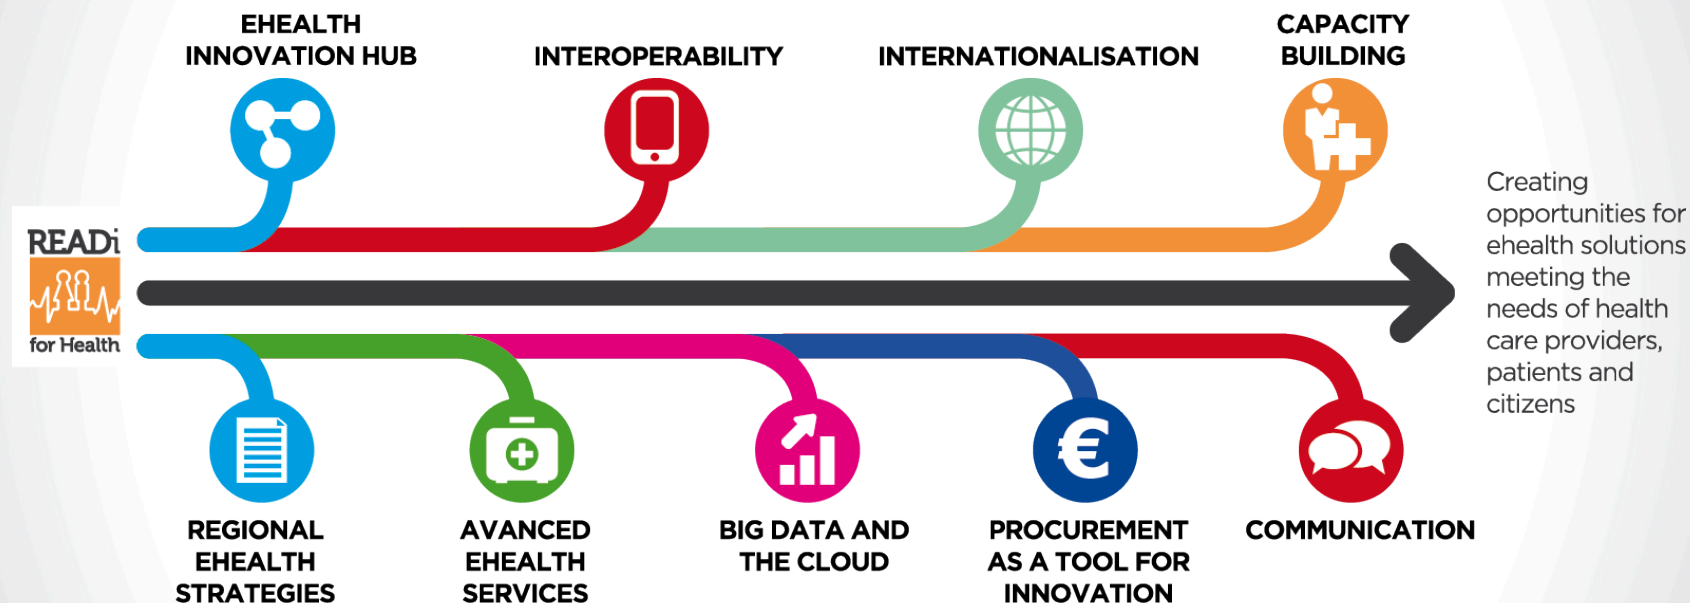 EHEALTH
INNOVATION HUB
INTEROPERABILITY
INTERNATIONALISATION
CAPACITY
BUILDING
READi
for Health
Creating
opportunities for
ehealth solutions
meeting the
needs of health
care providers,
patients and
citizens
€
REGIONAL
EHEALTH
STRATEGIES
AVANCED
EHEALTH
SERVICES
BIG DATA AND
THE CLOUD
PROCUREMENT
AS A TOOL FOR
INNOVATION
COMMUNICATION